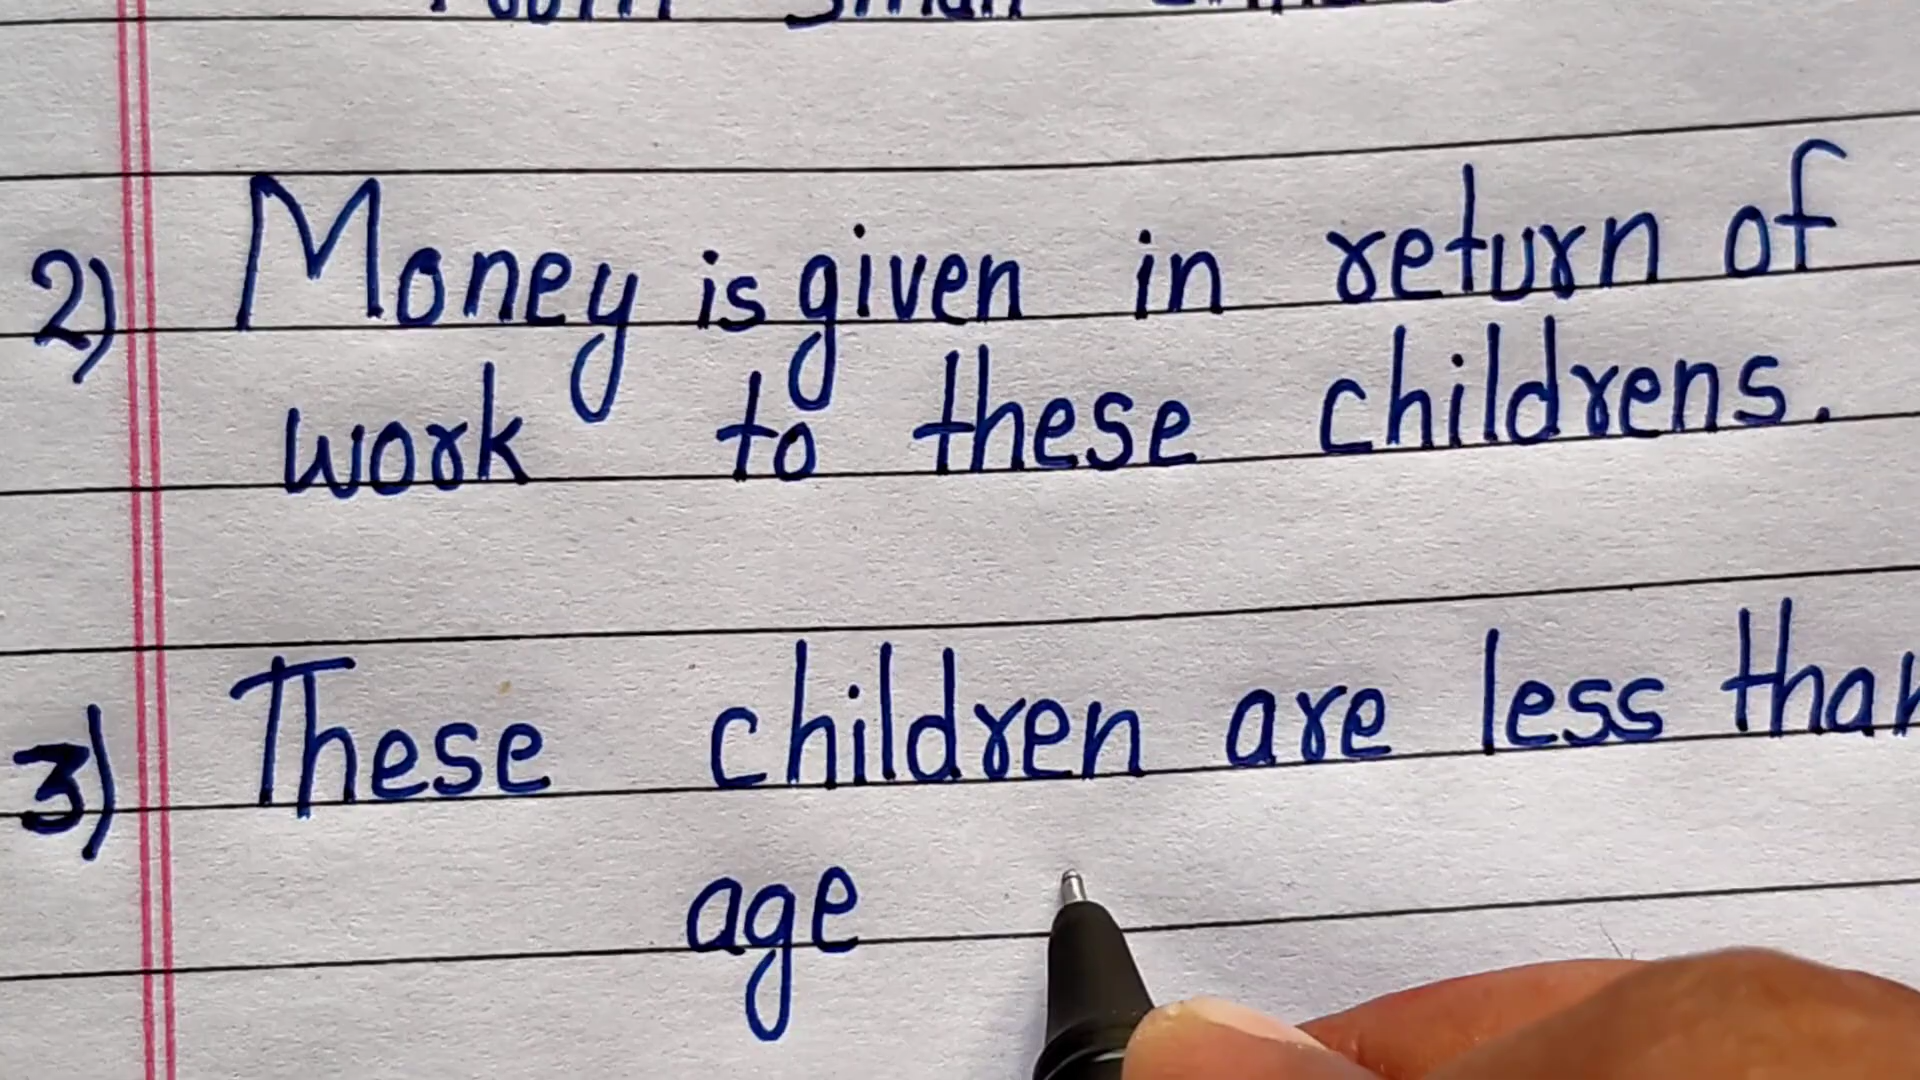 2) Money is given in return of
work to these childrens.
3) These children are less than
age